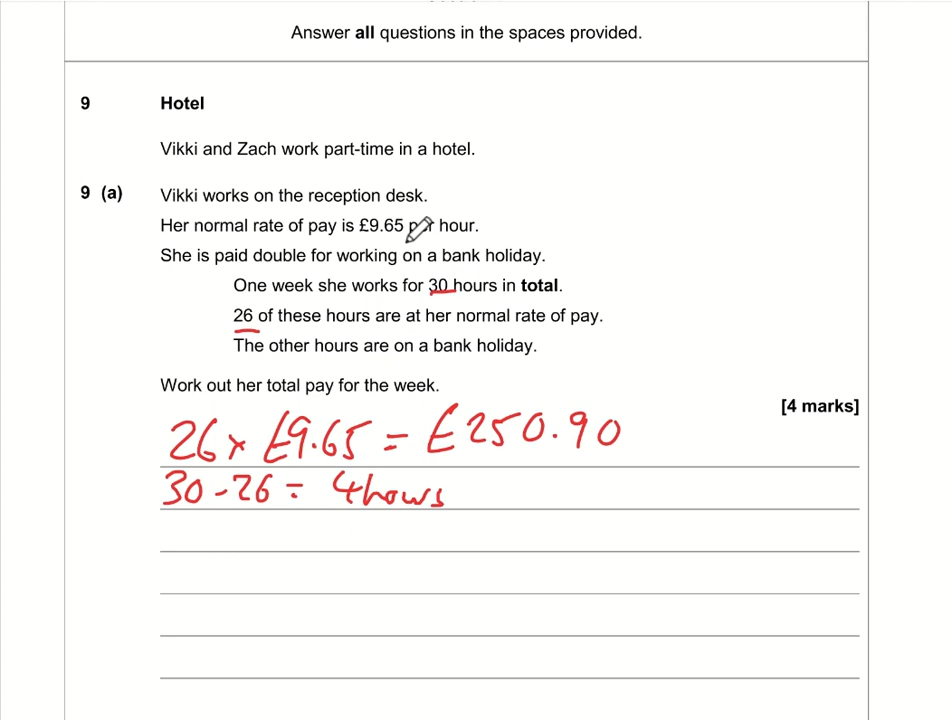 Answer all questions in the spaces provided.
9 Hotel
Vikki and Zach work part-time in a hotel.
9 (a) Vikki works on the reception desk.
Her normal rate of pay is £9.65 per hour.
She is paid double for working on a bank holiday.
One week she works for 30 hours in total.
26 of these hours are at her normal rate of pay.
The other hours are on a bank holiday.
Work out her total pay for the week.
[4 marks]
26 × £9.65 = £250.90
30 - 26 = 4 hours